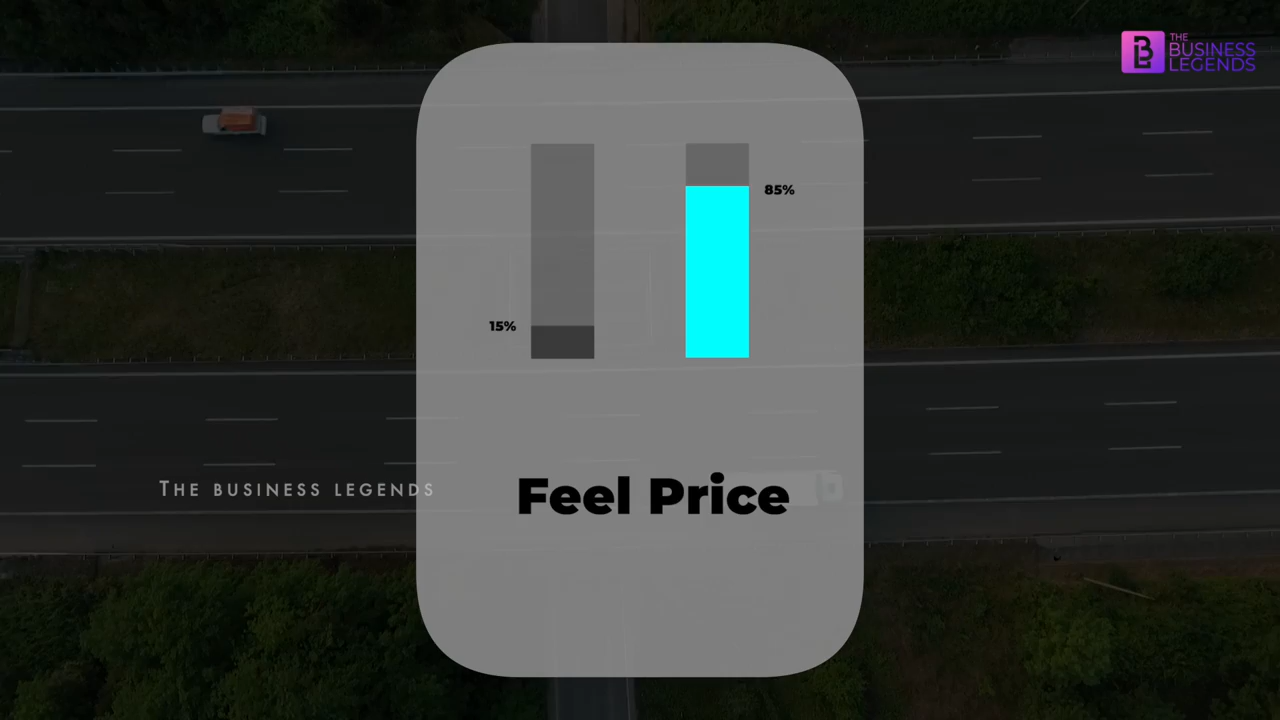 THE
BUSINESS
LEGENDS
85%
15%
THE BUSINESS LEGENDS
Feel Price